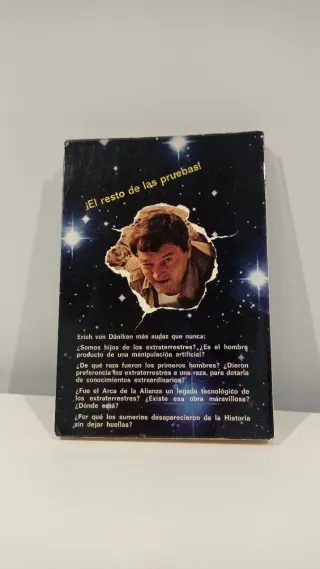 ¡El resto de las pruebas!
Erich von Däniken más audaz que nunca:
¿Somos hijos de los extraterrestres? ¿Es el hombre
producto de una manipulación artificial?
¿De qué raza fueron los primeros hombres? ¿Dieron
preferencia los extraterrestres a una raza, para dotarla
de conocimientos extraordinarios?
¿Fue el Arca de la Alianza un legado tecnológico de
los extraterrestres? ¿Existe esa obra maravillosa?
¿Dónde está?
¿Por qué los sumerios desaparecieron de la Historia
sin dejar huellas?